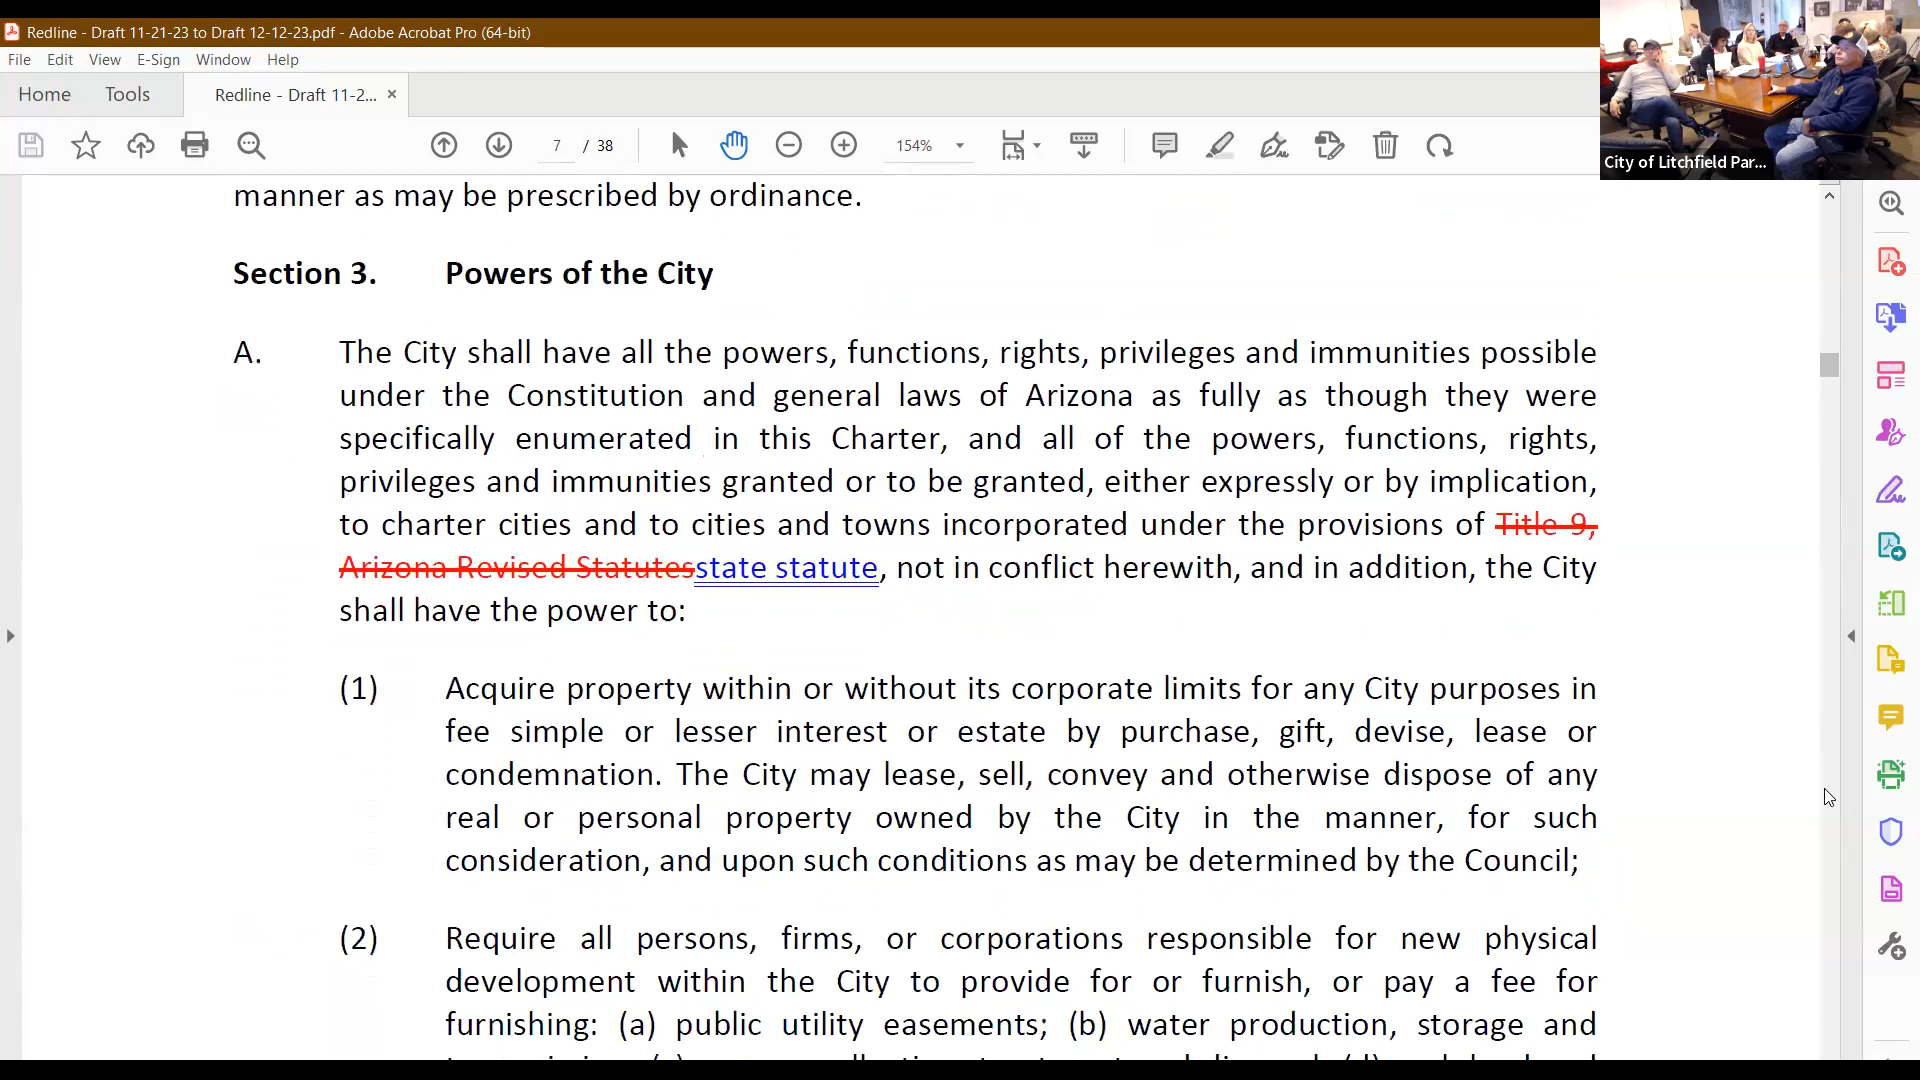 Redline - Draft 11-21-23 to Draft 12-12-23.pdf - Adobe Acrobat Pro (64-bit)
File Edit View E-Sign Window Help
Home Tools Redline - Draft 11-2... ×
7 / 38 154%
City of Litchfield Par...
manner as may be prescribed by ordinance.
Section 3. Powers of the City
A. The City shall have all the powers, functions, rights, privileges and immunities possible
under the Constitution and general laws of Arizona as fully as though they were
specifically enumerated in this Charter, and all of the powers, functions, rights,
privileges and immunities granted or to be granted, either expressly or by implication,
to charter cities and to cities and towns incorporated under the provisions of Title 9,
Arizona Revised Statutesstate statute, not in conflict herewith, and in addition, the City
shall have the power to:
(1) Acquire property within or without its corporate limits for any City purposes in
fee simple or lesser interest or estate by purchase, gift, devise, lease or
condemnation. The City may lease, sell, convey and otherwise dispose of any
real or personal property owned by the City in the manner, for such
consideration, and upon such conditions as may be determined by the Council;
(2) Require all persons, firms, or corporations responsible for new physical
development within the City to provide for or furnish, or pay a fee for
furnishing: (a) public utility easements; (b) water production, storage and